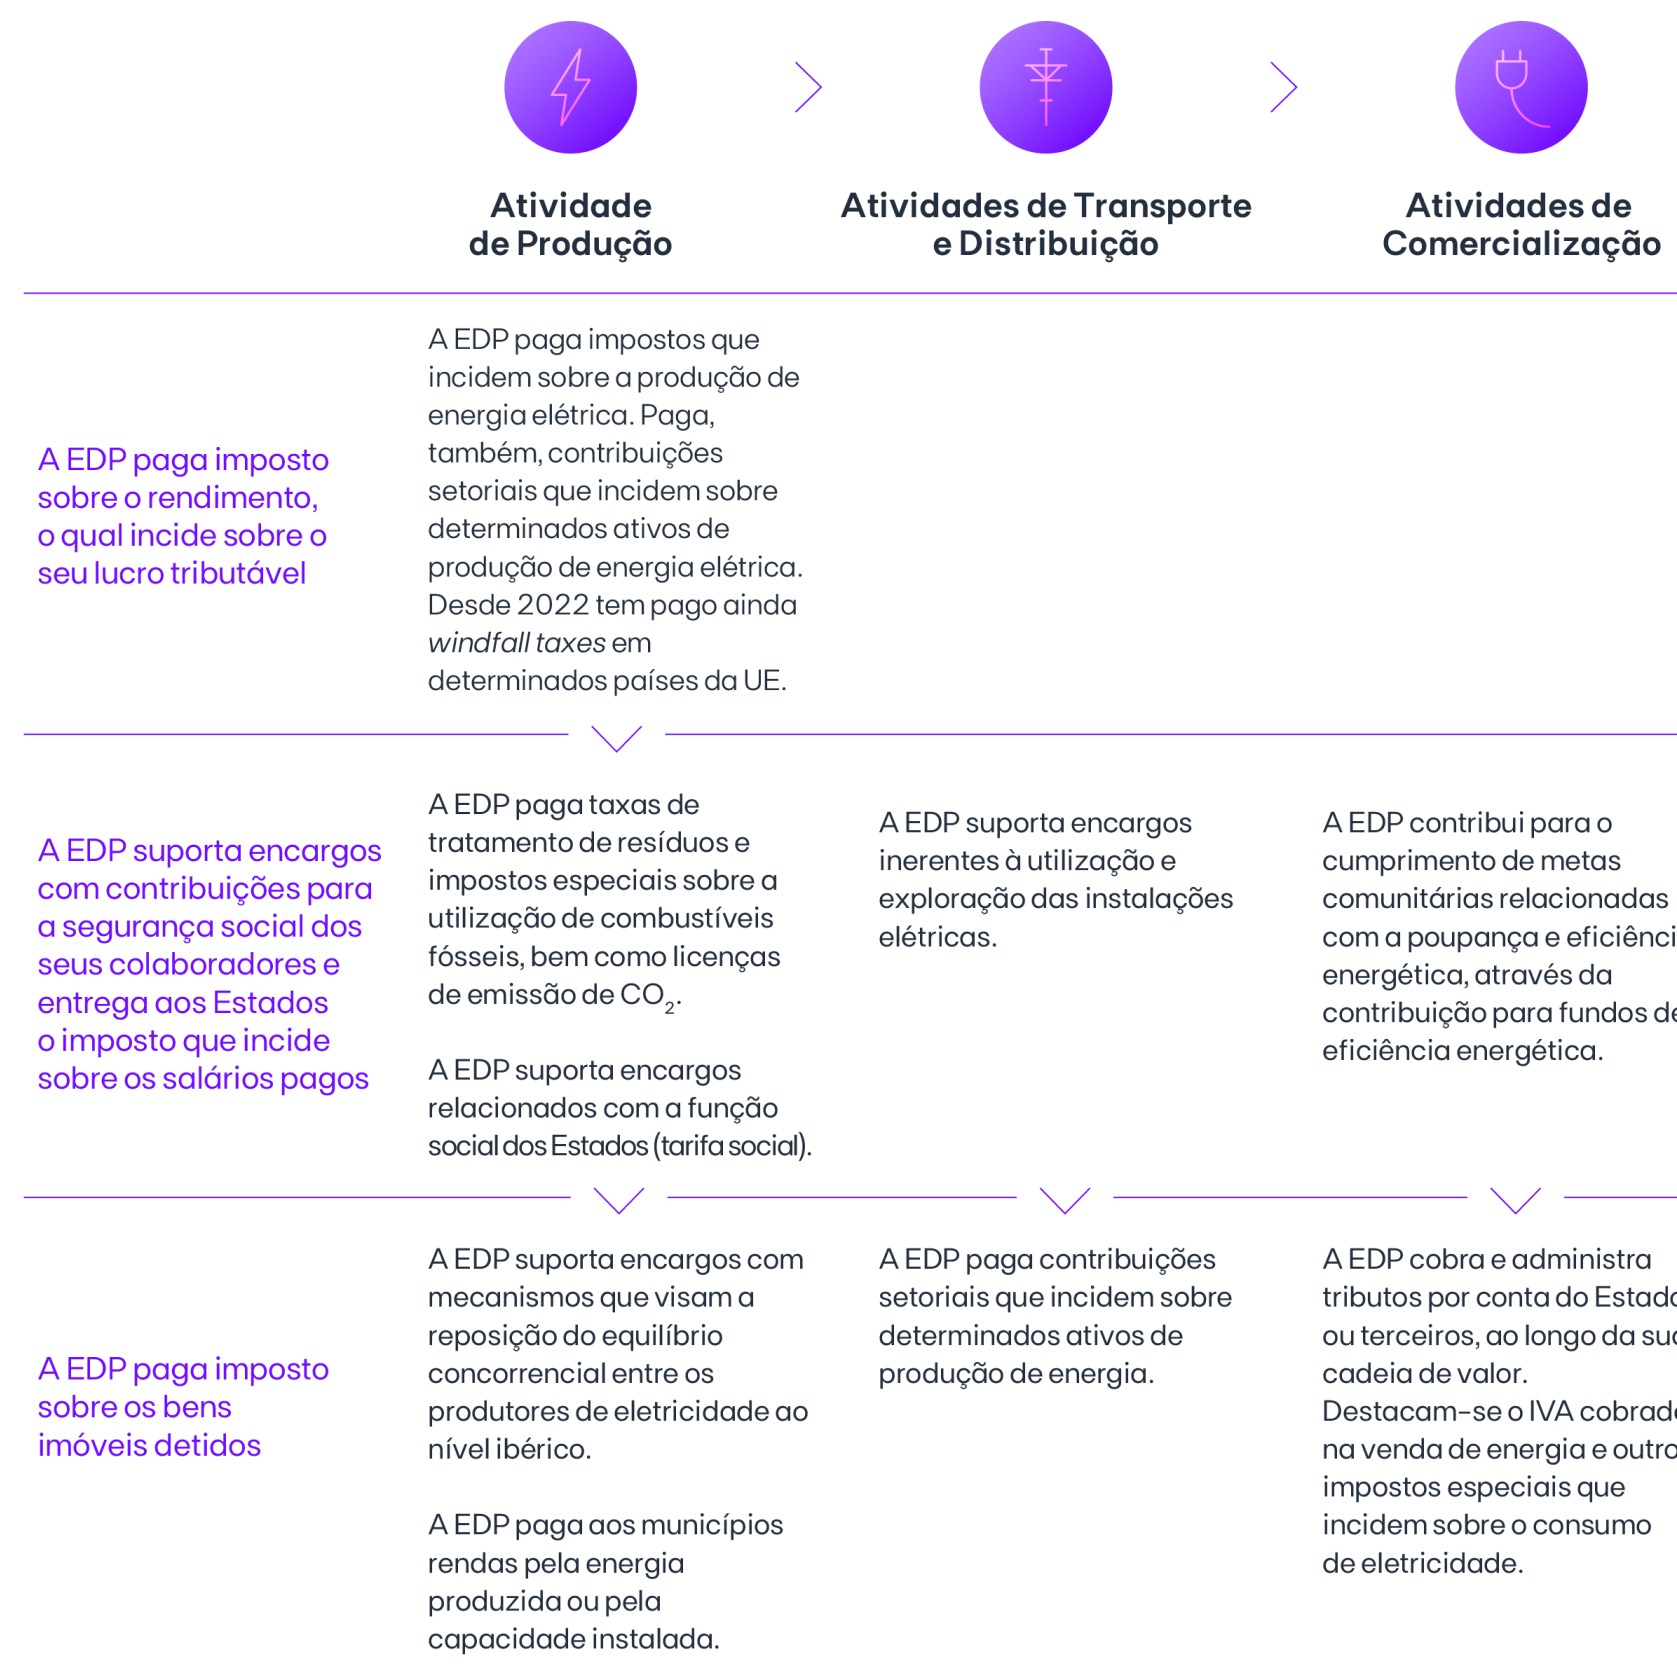 Atividade
de Produção
Atividades de Transporte
e Distribuição
Atividades de
Comercialização
A EDP paga imposto
sobre o rendimento,
o qual incide sobre o
seu lucro tributável
A EDP paga impostos que
incidem sobre a produção de
energia elétrica. Paga,
também, contribuições
setoriais que incidem sobre
determinados ativos de
produção de energia elétrica.
Desde 2022 tem pago ainda
windfall taxes em
determinados países da UE.
A EDP suporta encargos
com contribuições para
a segurança social dos
seus colaboradores e
entrega aos Estados
o imposto que incide
sobre os salários pagos
A EDP paga taxas de
tratamento de resíduos e
impostos especiais sobre a
utilização de combustíveis
fósseis, bem como licenças
de emissão de CO₂.
A EDP suporta encargos
relacionados com a função
social dos Estados (tarifa social).
A EDP suporta encargos
inerentes à utilização e
exploração das instalações
elétricas.
A EDP contribui para o
cumprimento de metas
comunitárias relacionadas
com a poupança e
energética, através da
contribuição para fundos
eficiência energética.
A EDP paga imposto
sobre os bens
imóveis detidos
A EDP suporta encargos com
mecanismos que visam a
reposição do equilíbrio
concorrencial entre os
produtores de eletricidade ao
nível ibérico.
A EDP paga aos municípios
rendas pela energia
produzida ou pela
capacidade instalada.
A EDP paga contribuições
setoriais que incidem sobre
determinados ativos de
produção de energia.
A EDP cobra e administra
tributos por conta do
ou terceiros, ao longo da
cadeia de valor.
Destacam-se o IVA
na venda de energia e
impostos especiais que
incidem sobre o consumo
de eletricidade.